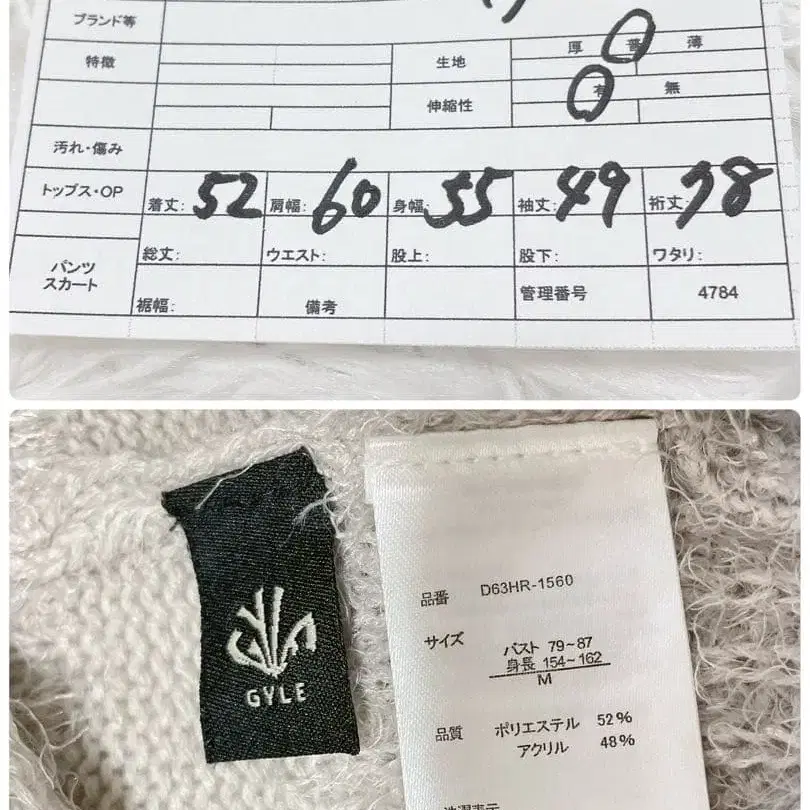 ブランド等
特徴
生地
厚 普 薄
伸縮性
有 無
汚れ・傷み
トップス・OP
着丈: 52 肩幅: 60 身幅: 55 袖丈: 49 裄丈: 78
パンツ
スカート
総丈: ウエスト: 股上: 股下: ワタリ:
裾幅: 備考 管理番号 4784
GYLE
品番 D63HR-1560
サイズ バスト 79~87
身長 154~162
M
品質 ポリエステル 52%
アクリル 48%